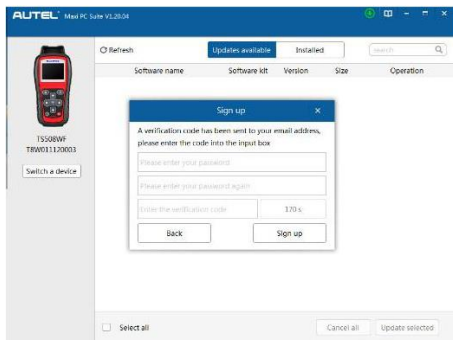 AUTEL Maxi PC Suite V1.29.04
Refresh
Updates available
Installed
search
Software name Software kit Version Size Operation
TS508WF
T8W011120003
Switch a device
Sign up ×
A verification code has been sent to your email address,
please enter the code into the input box
Please enter your password
Please enter your password again
Enter the verification code
170 s
Back
Sign up
Select all
Cancel all
Update selected